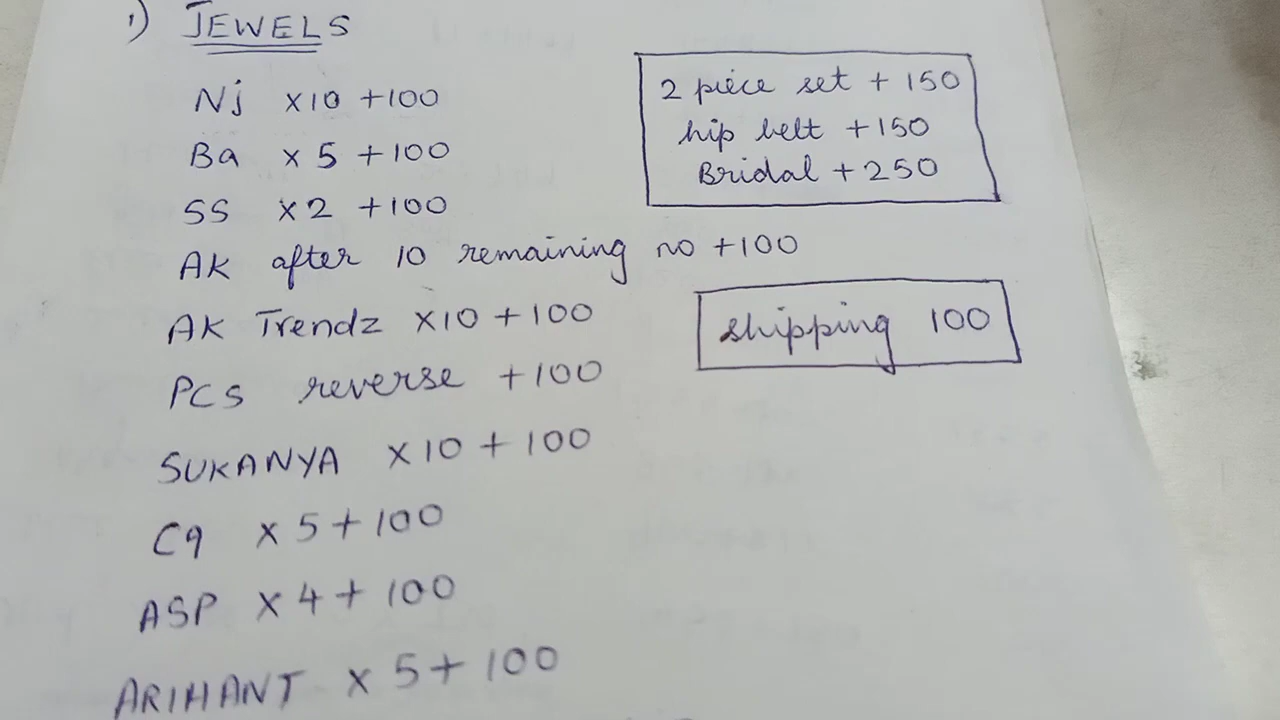 1) JEWELS
Nj x10 +100
Ba x 5 +100
SS x2 +100
AK after 10 remaining no +100
AK Trendz x10 +100
PCS reverse +100
SUKANYA x10 + 100
C9 x 5 + 100
ASP x 4 + 100
ARIHANT x 5 + 100
2 piece set + 150
hip belt +150
Bridal + 250
shipping 100